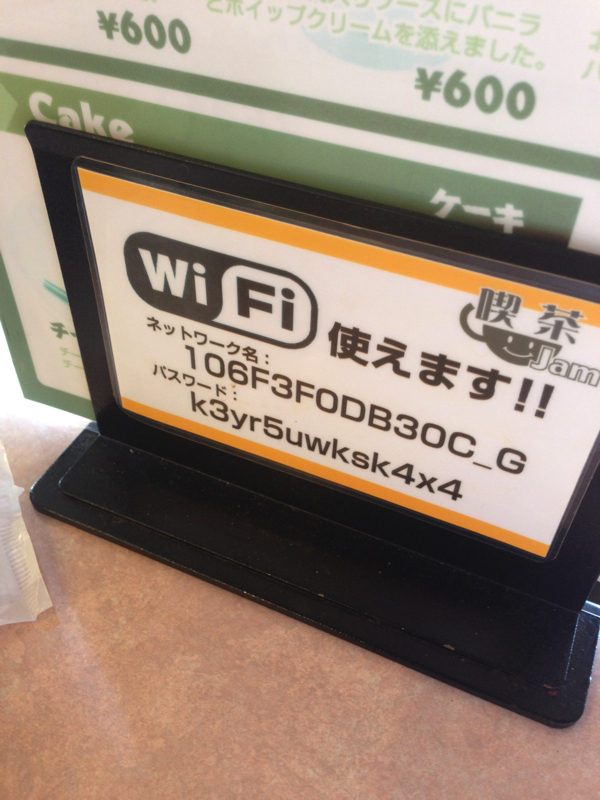 ¥600
とホイップクリームを添えました。
¥600
Cake
ケーキ
WiFi
使えます!!
喫茶
Jam
ネットワーク名:
106F3F0DB30C_G
パスワード:
k3yr5uwksk4x4